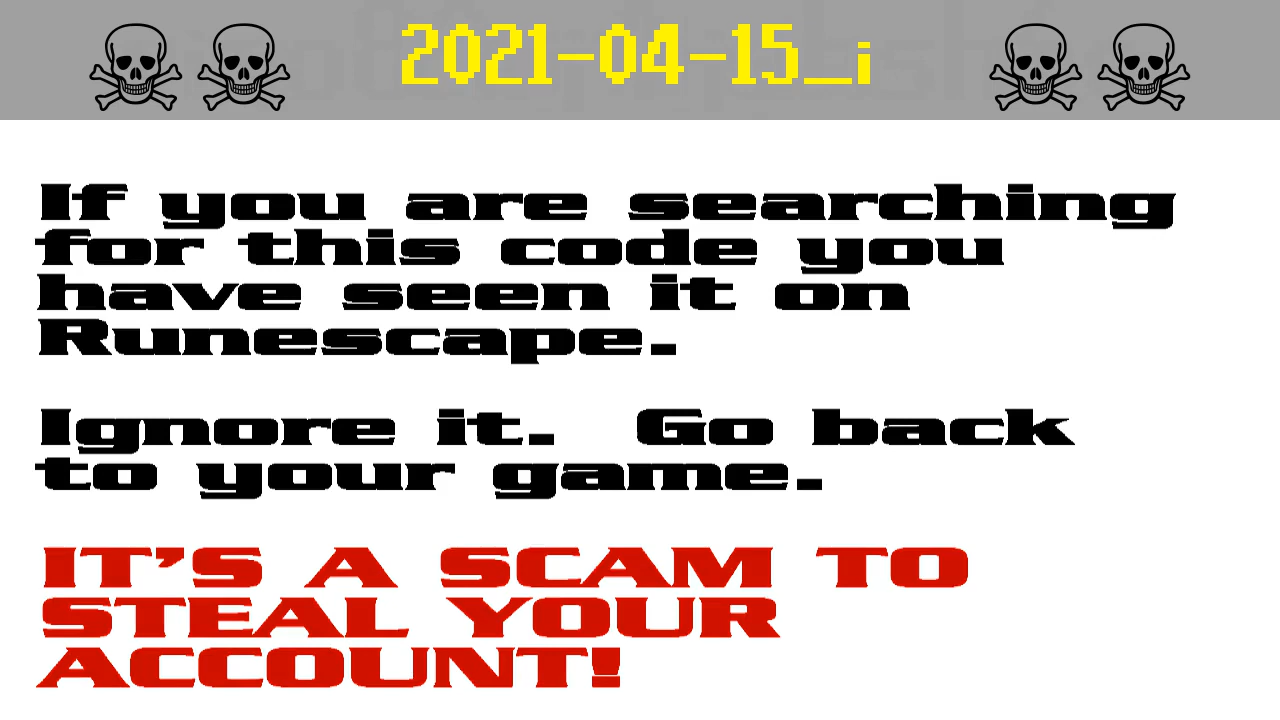 2021-04-15_i
If you are searching
for this code you
have seen it on
Runescape.
Ignore it.  Go back
to your game.
IT'S A SCAM TO
STEAL YOUR
ACCOUNT!